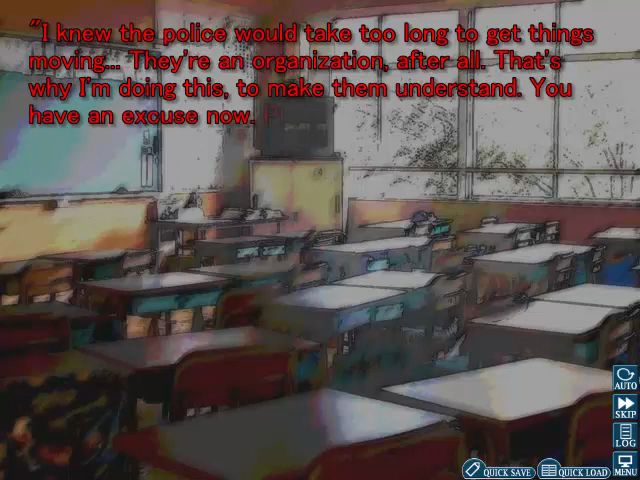 "I knew the police would take too long to get things
moving... They're an organization, after all. That's
why I'm doing this, to make them understand. You
have an excuse now.
AUTO
SKIP
LOG
MENU
QUICK SAVE QUICK LOAD